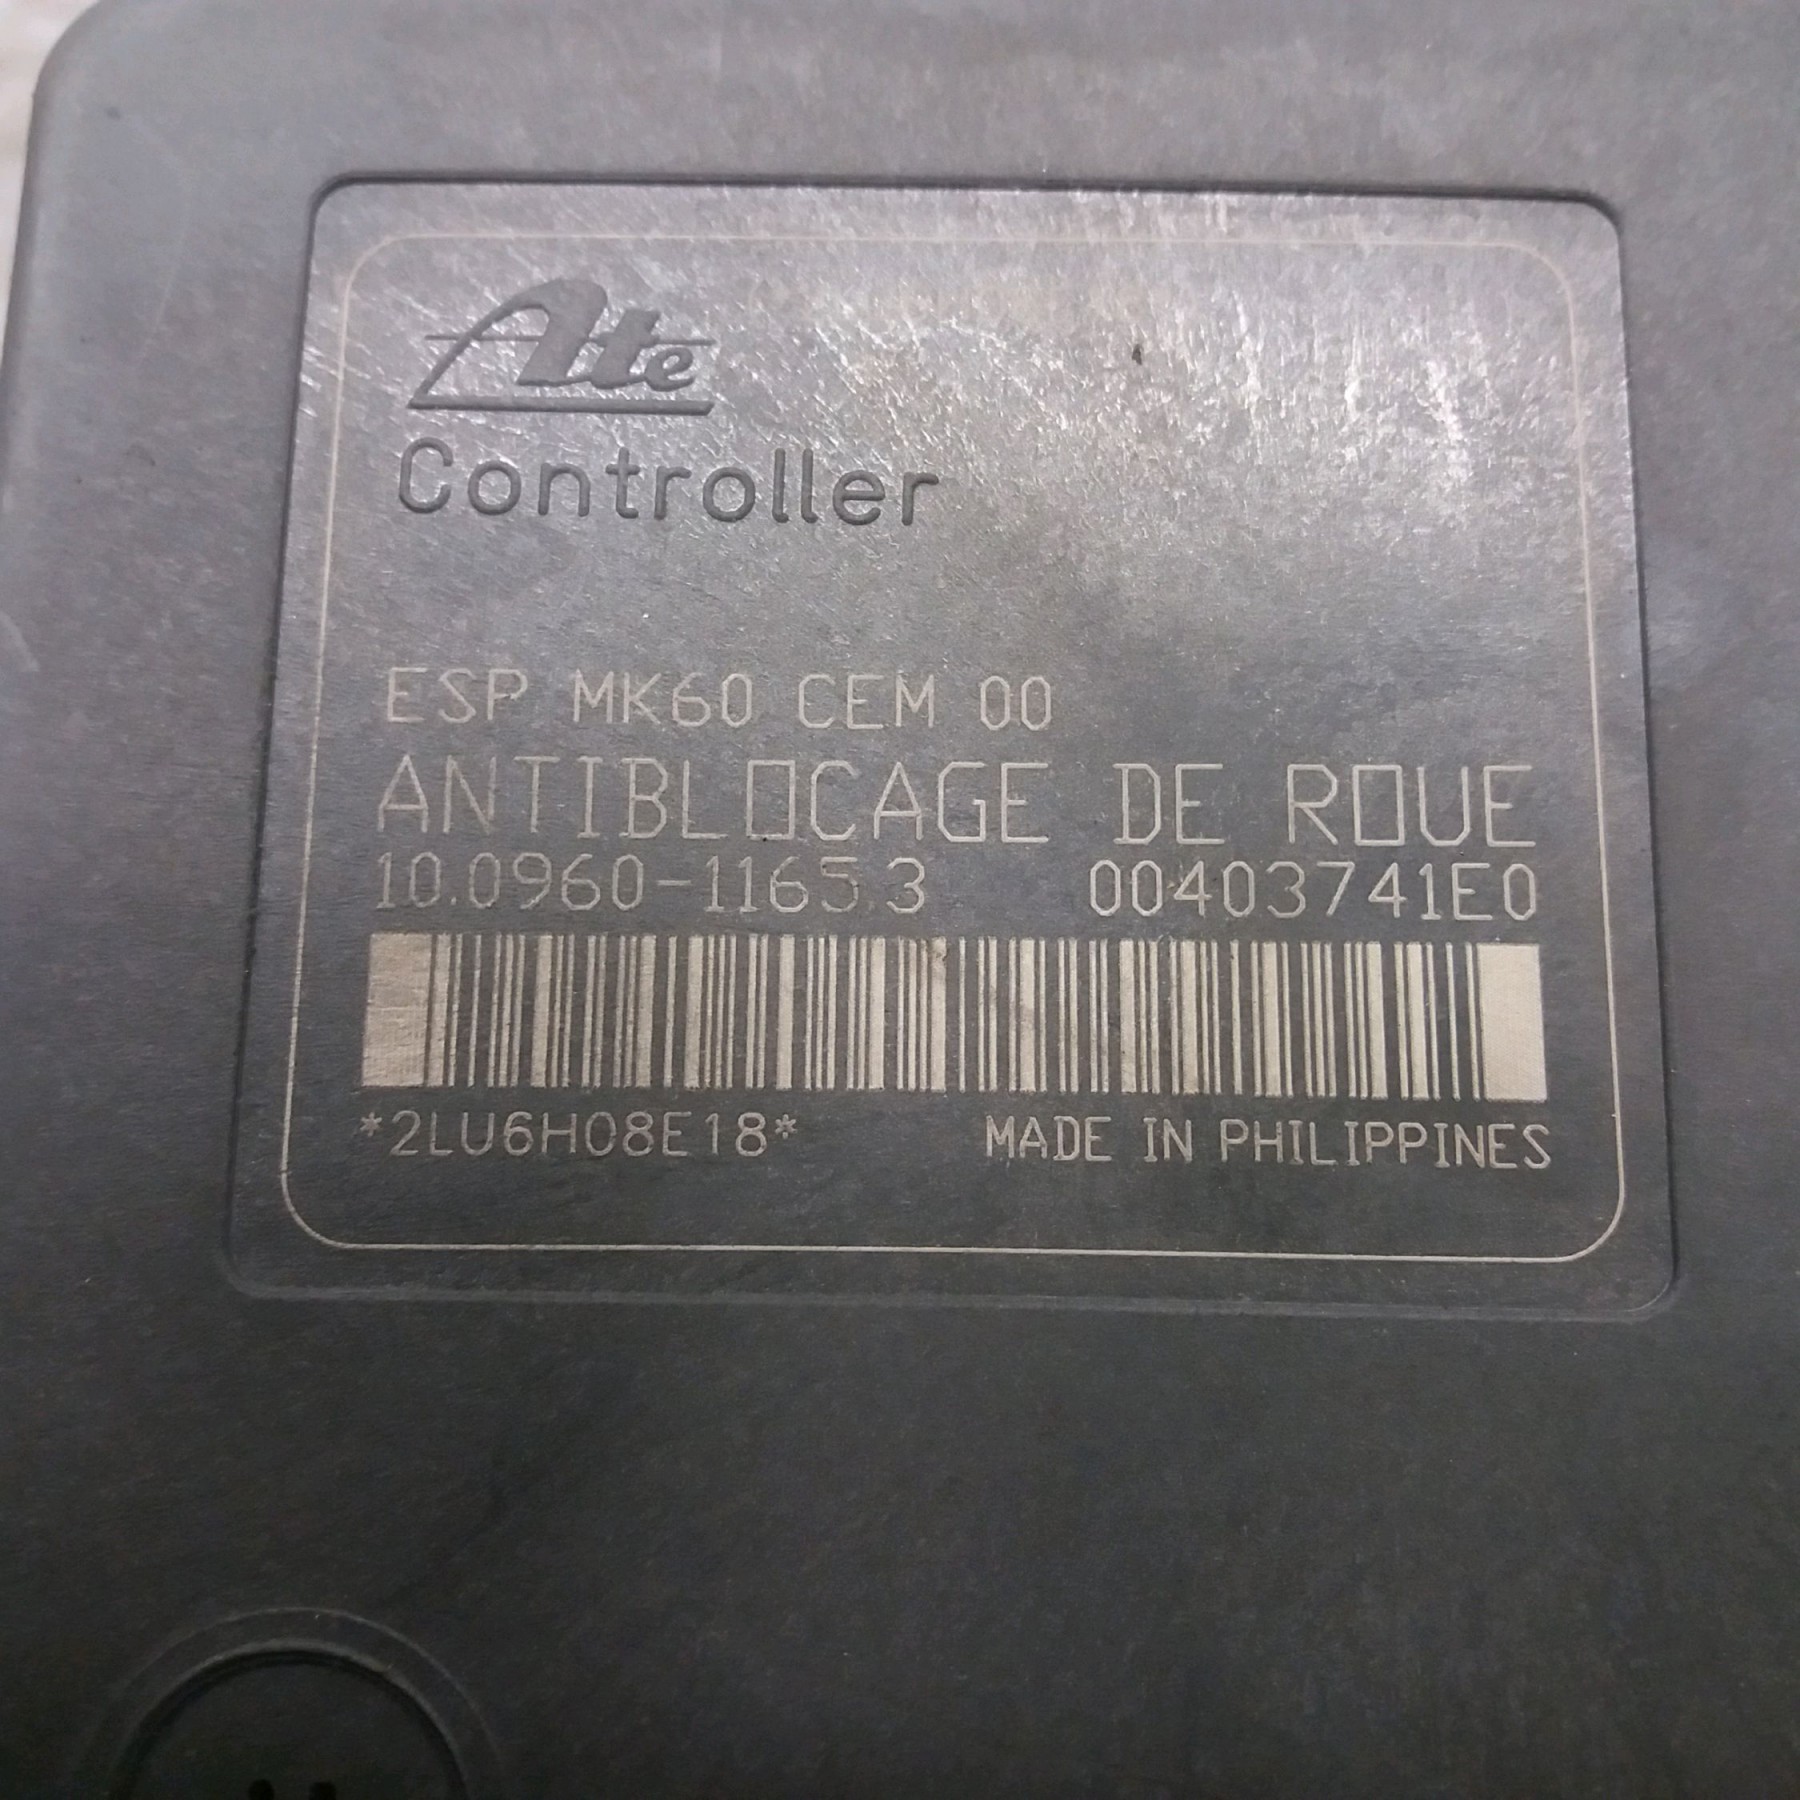 Ate
Controller
ESP MK60 CEM 00
ANTIBLOCAGE DE ROUE
10.0960-1165.3 00403741E0
*2LU6H08E18* MADE IN PHILIPPINES